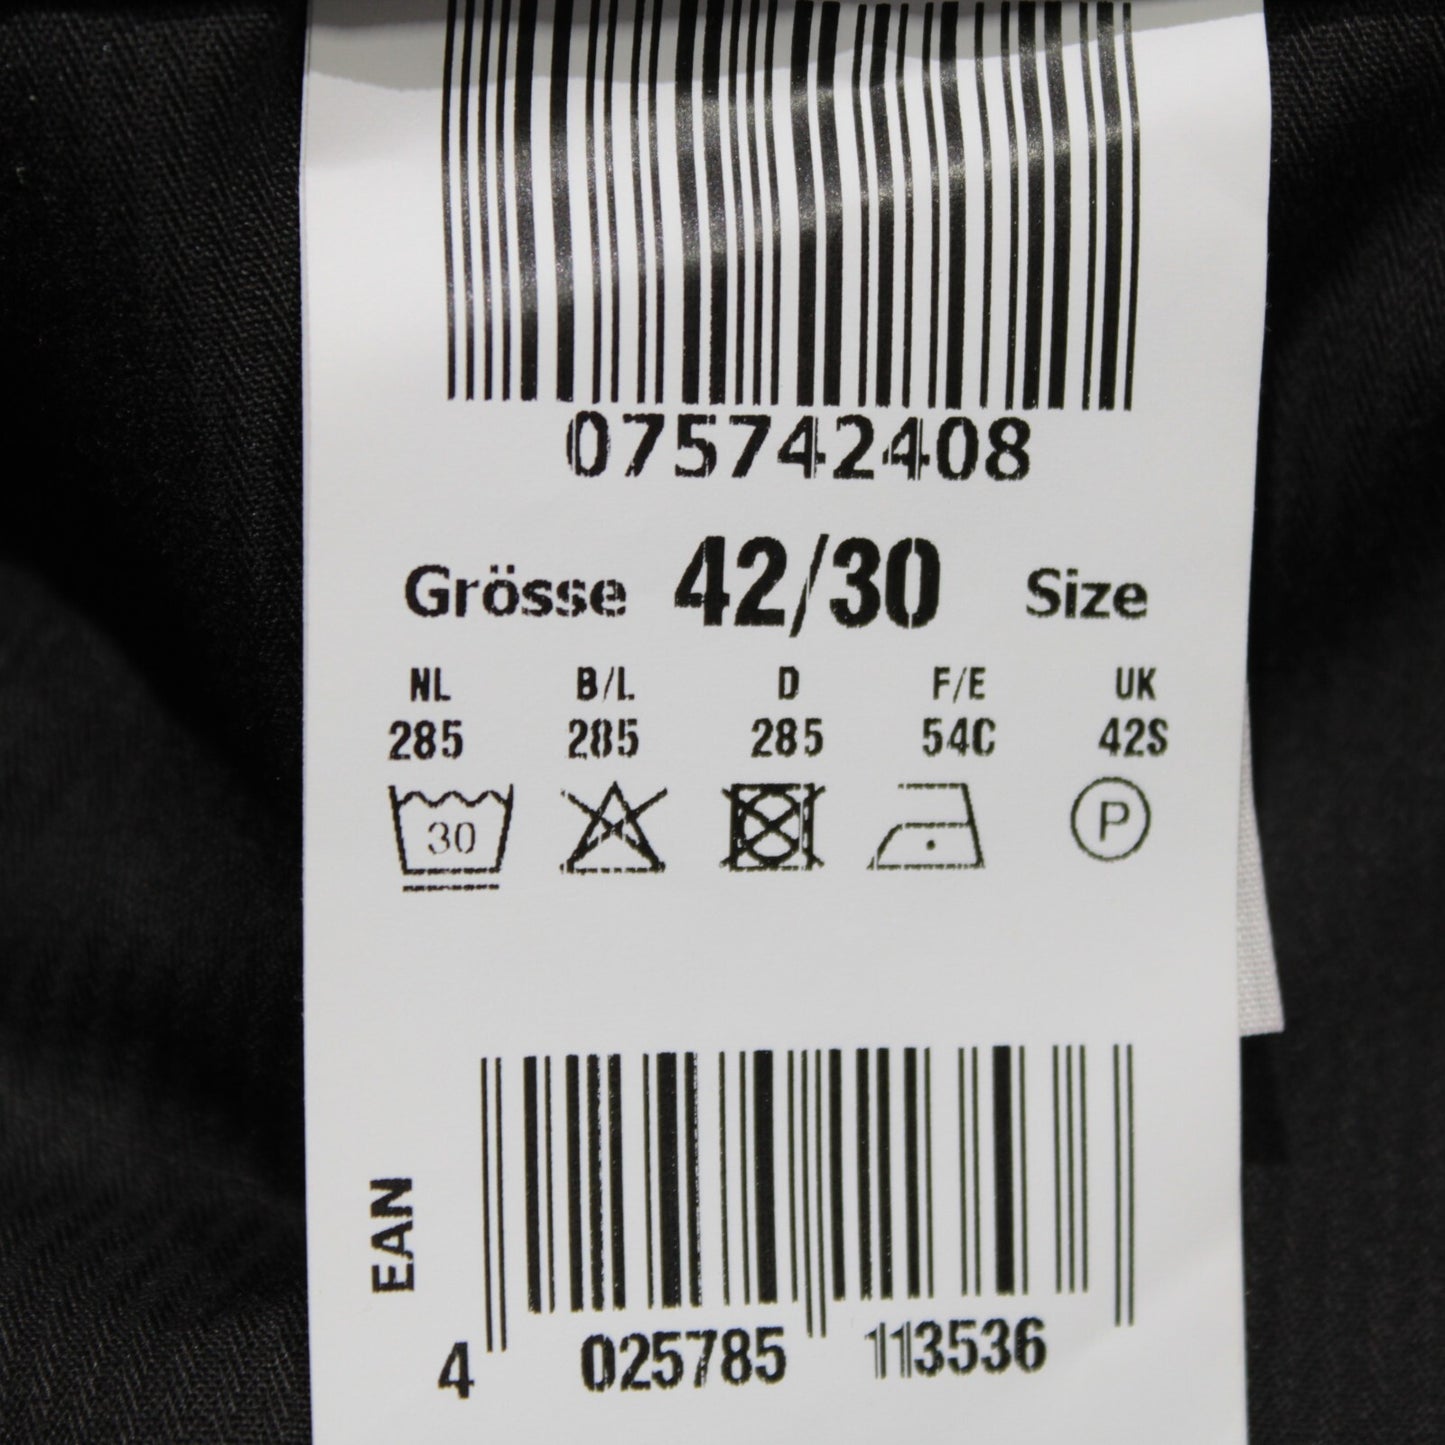 075742408
Grösse 42/30 Size
NL B/L D F/E UK
285 285 285 54C 42S
30 P
EAN
4 025785 113536